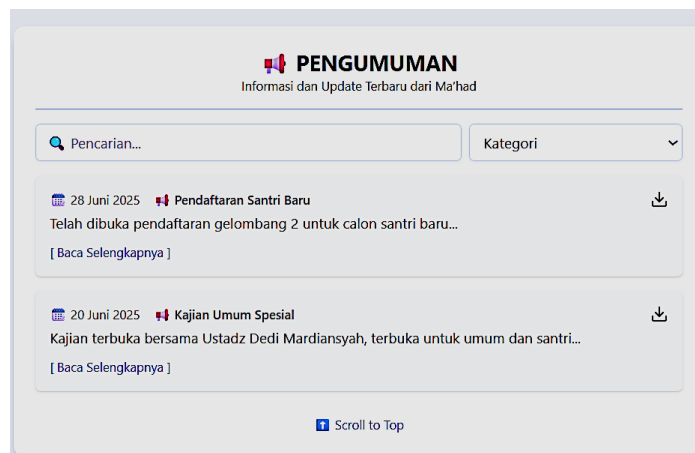 📢 PENGUMUMAN
Informasi dan Update Terbaru dari Ma'had
🔍 Pencarian...
Kategori
📅 28 Juni 2025 📢 Pendaftaran Santri Baru
Telah dibuka pendaftaran gelombang 2 untuk calon santri baru...
[ Baca Selengkapnya ]
📅 20 Juni 2025 📢 Kajian Umum Spesial
Kajian terbuka bersama Ustadz Dedi Mardiansyah, terbuka untuk umum dan santri...
[ Baca Selengkapnya ]
⬆️ Scroll to Top